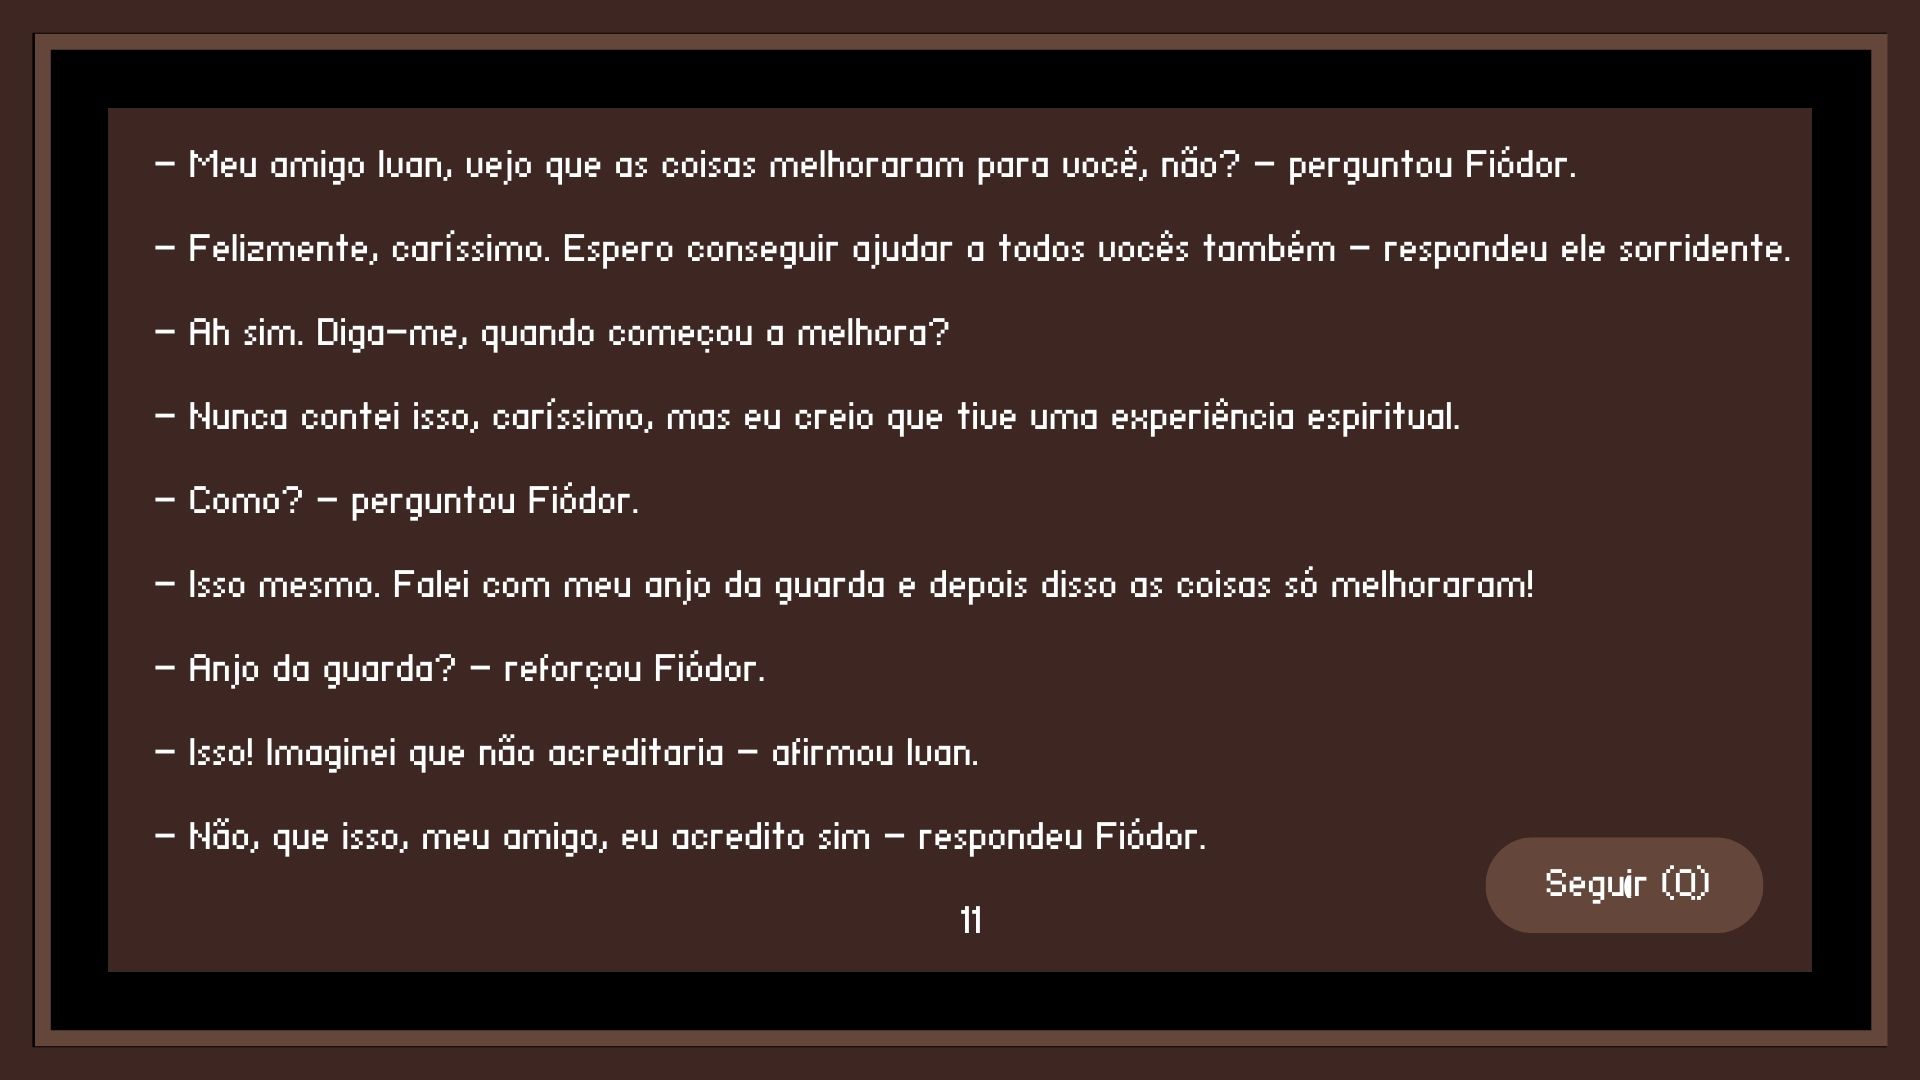 – Meu amigo Ivan, vejo que as coisas melhoraram para você, não? – perguntou Fiódor.
– Felizmente, caríssimo. Espero conseguir ajudar a todos vocês também – respondeu ele sorridente.
– Ah sim. Diga-me, quando começou a melhora?
– Nunca contei isso, caríssimo, mas eu creio que tive uma experiência espiritual.
– Como? – perguntou Fiódor.
– Isso mesmo. Falei com meu anjo da guarda e depois disso as coisas só melhoraram!
– Anjo da guarda? – reforçou Fiódor.
– Isso! Imaginei que não acreditaria – afirmou Ivan.
– Não, que isso, meu amigo, eu acredito sim – respondeu Fiódor.
Seguir (Q)
11